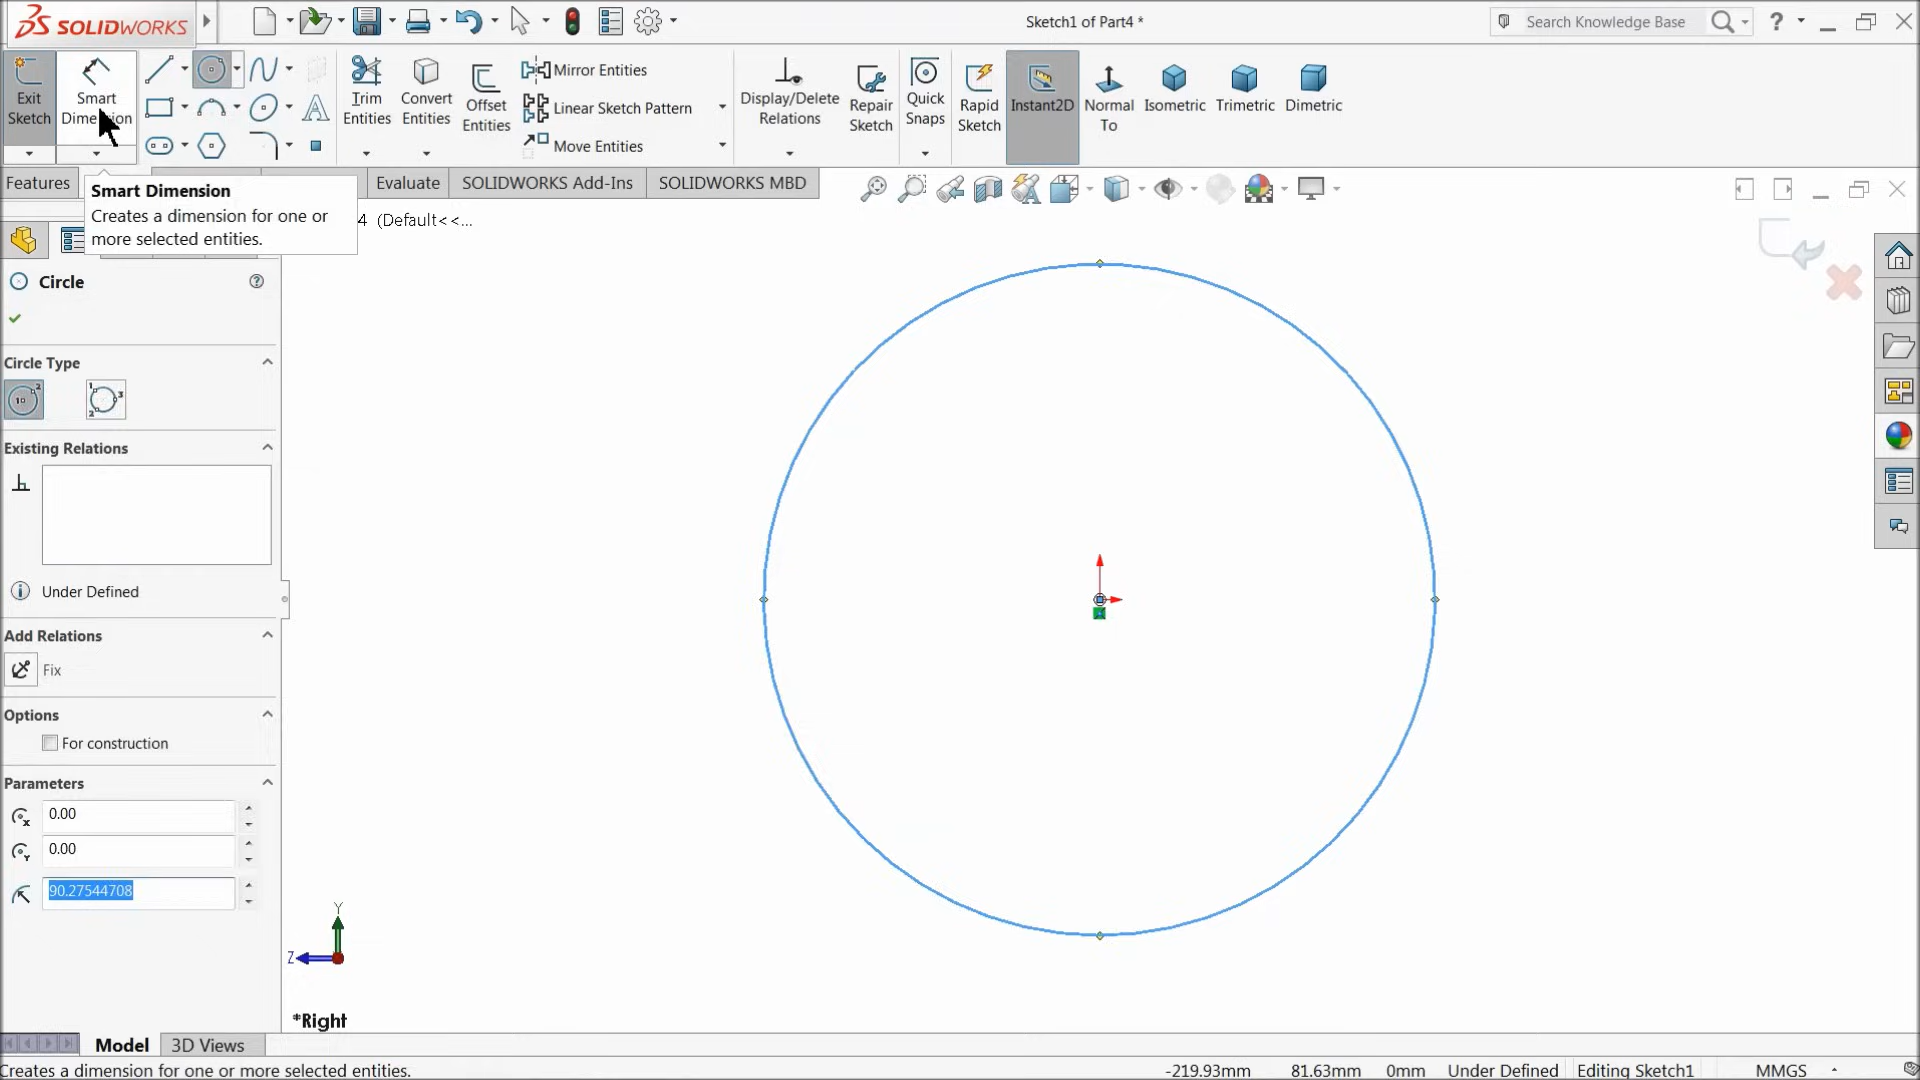 SOLIDWORKS
Sketch1 of Part4 *
Search Knowledge Base
?
Exit
Sketch
Smart
Dimension
Trim
Entities
Convert
Entities
Offset
Entities
Mirror Entities
Linear Sketch Pattern
Move Entities
Display/Delete
Relations
Repair
Sketch
Quick
Snaps
Rapid
Sketch
Instant2D
Normal
To
Isometric
Trimetric
Dimetric
Features
Evaluate
SOLIDWORKS Add-Ins
SOLIDWORKS MBD
Smart Dimension
Creates a dimension for one or
more selected entities.
4 (Default<<...
Circle
Circle Type
Existing Relations
Under Defined
Add Relations
Fix
Options
For construction
Parameters
0.00
0.00
90.27544708
Y
Z
*Right
Model
3D Views
Creates a dimension for one or more selected entities.
-219.93mm
81.63mm
0mm
Under Defined
Editing Sketch1
MMGS